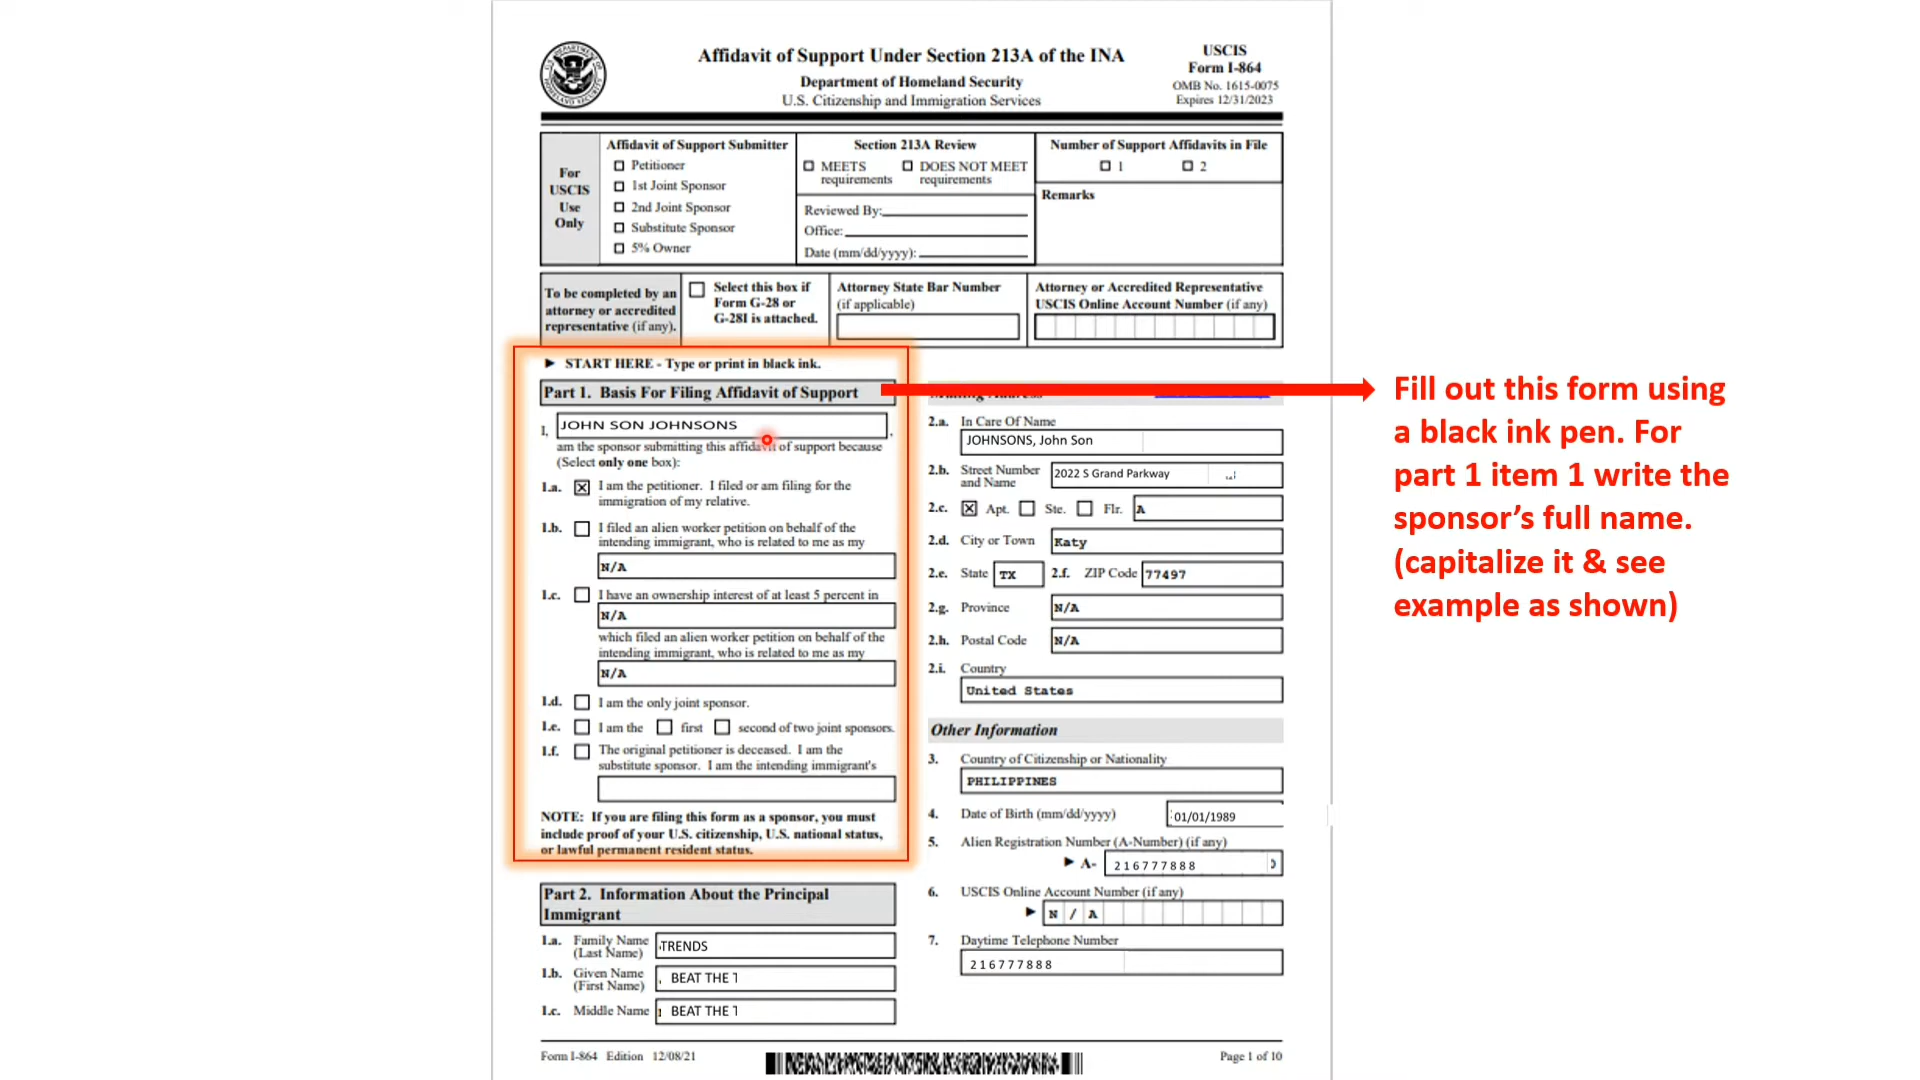 Affidavit of Support Under Section 213A of the INA
Department of Homeland Security
U.S. Citizenship and Immigration Services
USCIS
Form I-864
OMB No. 1615-0075
Expires 12/31/2023
For
USCIS
Use
Only
Affidavit of Support Submitter
Petitioner
1st Joint Sponsor
2nd Joint Sponsor
Substitute Sponsor
5% Owner
Section 213A Review
MEETS
requirements
DOES NOT MEET
requirements
Reviewed By:
Office:
Date (mm/dd/yyyy):
Number of Support Affidavits in File
1 2
Remarks
To be completed by an
attorney or accredited
representative (if any).
Select this box if
Form G-28 or
G-28I is attached.
Attorney State Bar Number
(if applicable)
Attorney or Accredited Representative
USCIS Online Account Number (if any)
► START HERE - Type or print in black ink.
Part 1. Basis For Filing Affidavit of Support
I, JOHN SON JOHNSONS ,
am the sponsor submitting this affidavit of support because
(Select only one box):
1.a. X I am the petitioner. I filed or am filing for the
immigration of my relative.
1.b. I filed an alien worker petition on behalf of the
intending immigrant, who is related to me as my
N/A
1.c. I have an ownership interest of at least 5 percent in
N/A
which filed an alien worker petition on behalf of the
intending immigrant, who is related to me as my
N/A
1.d. I am the only joint sponsor.
1.e. I am the first second of two joint sponsors.
1.f. The original petitioner is deceased. I am the
substitute sponsor. I am the intending immigrant's
NOTE: If you are filing this form as a sponsor, you must
include proof of your U.S. citizenship, U.S. national status,
or lawful permanent resident status.
Part 2. Information About the Principal
Immigrant
1.a. Family Name
(Last Name) TRENDS
1.b. Given Name
(First Name) BEAT THE T
1.c. Middle Name BEAT THE T
2.a. In Care Of Name
JOHNSONS, John Son
2.b. Street Number
and Name 2022 S Grand Parkway
2.c. X Apt. Ste. Flr. A
2.d. City or Town Katy
2.e. State TX 2.f. ZIP Code 77497
2.g. Province N/A
2.h. Postal Code N/A
2.i. Country
United States
Other Information
3. Country of Citizenship or Nationality
PHILIPPINES
4. Date of Birth (mm/dd/yyyy) 01/01/1989
5. Alien Registration Number (A-Number) (if any)
► A- 216777888
6. USCIS Online Account Number (if any)
► N / A
7. Daytime Telephone Number
216777888
Form I-864 Edition 12/08/21
Page 1 of 10
Fill out this form using
a black ink pen. For
part 1 item 1 write the
sponsor's full name.
(capitalize it & see
example as shown)